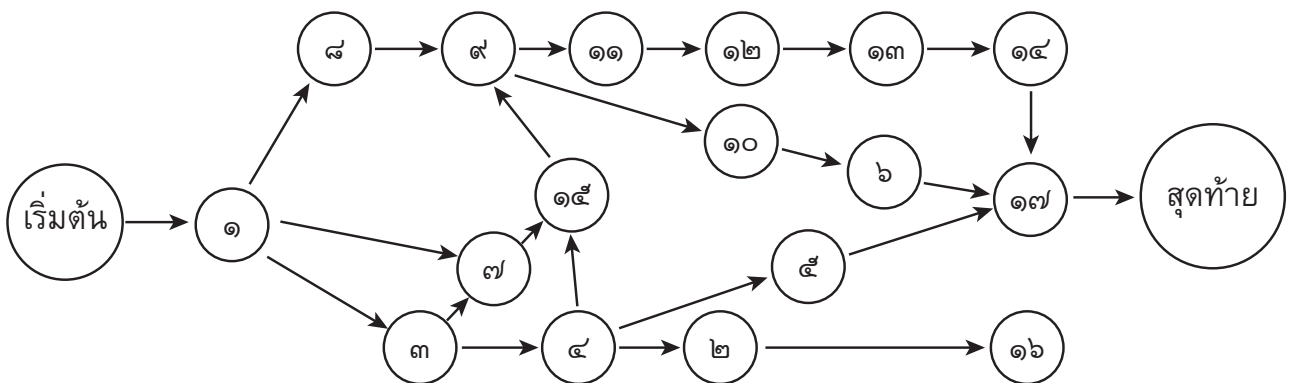 ๘ ๙ ๑๑ ๑๒ ๑๓ ๑๔
๑๐
๖
เริ่มต้น ๑ ๑๕ ๑๗ สุดท้าย
๗ ๕
๓ ๔ ๒ ๑๖